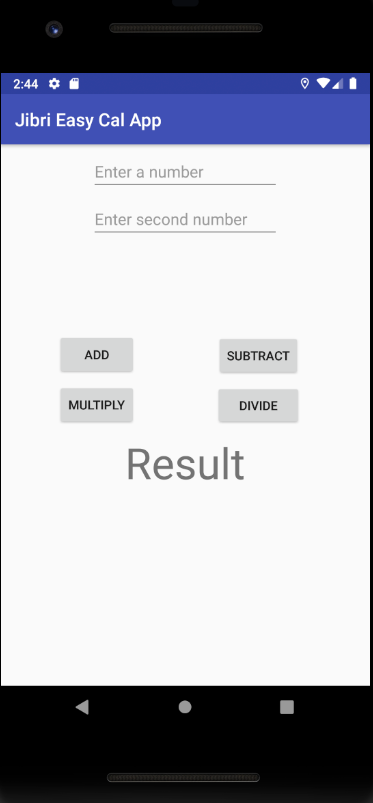 2:44
Jibri Easy Cal App
Enter a number
Enter second number
ADD
SUBTRACT
MULTIPLY
DIVIDE
Result